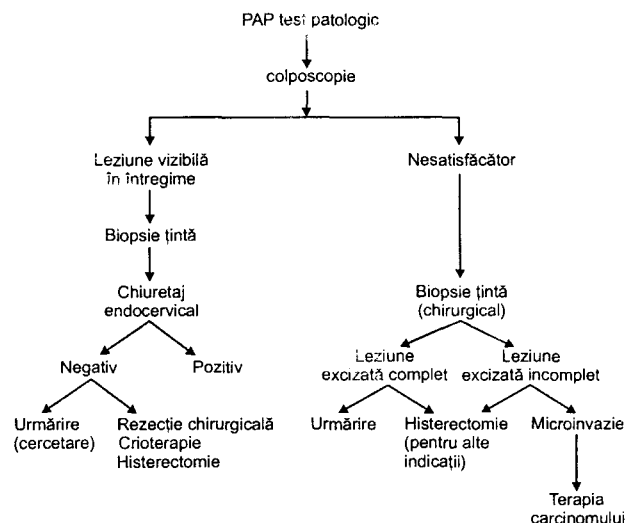 PAP test patologic
colposcopie
Leziune vizibilă
în întregime
Nesatisfăcător
Biopsie țintă
Chiuretaj
endocervical
Biopsie țintă
(chirurgical)
Negativ
Pozitiv
Leziune
excizată complet
Leziune
excizată incomplet
Urmărire
(cercetare)
Rezecție chirurgicală
Crioterapie
Histerectomie
Urmărire
Histerectomie
(pentru alte
indicații)
Microinvazie
Terapia
carcinomului